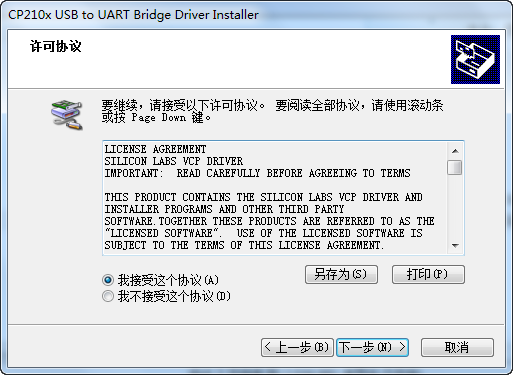 CP210x USB to UART Bridge Driver Installer
许可协议
要继续，请接受以下许可协议。要阅读全部协议，请使用滚动条
或按 Page Down 键。
LICENSE AGREEMENT
SILICON LABS VCP DRIVER
IMPORTANT:  READ CAREFULLY BEFORE AGREEING TO TERMS
THIS PRODUCT CONTAINS THE SILICON LABS VCP DRIVER AND
INSTALLER PROGRAMS AND OTHER THIRD PARTY
SOFTWARE.TOGETHER THESE PRODUCTS ARE REFERRED TO AS THE
"LICENSED SOFTWARE".  USE OF THE LICENSED SOFTWARE IS
SUBJECT TO THE TERMS OF THIS LICENSE AGREEMENT.
我接受这个协议(A)
另存为(S)
打印(P)
我不接受这个协议(D)
< 上一步(B)
下一步(N) >
取消